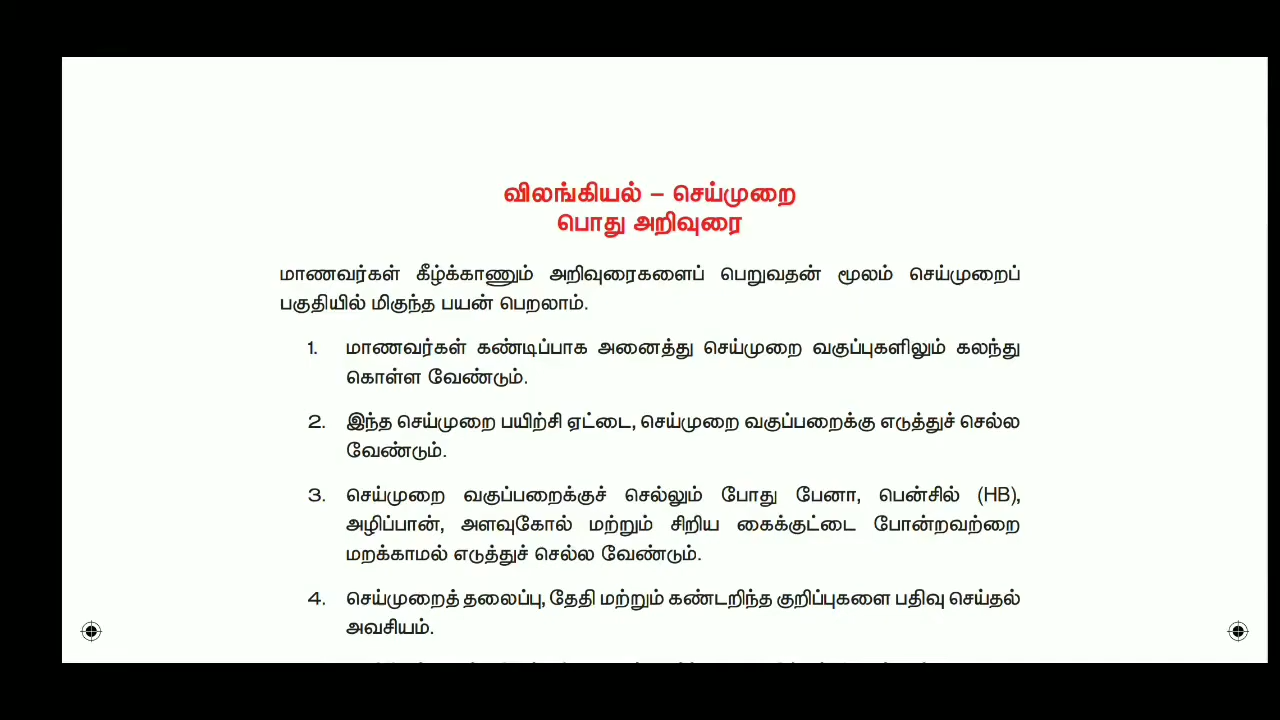 விலங்கியல் – செய்முறை
பொது அறிவுரை
மாணவர்கள் கீழ்க்காணும் அறிவுரைகளைப் பெறுவதன் மூலம் செய்முறைப்
பகுதியில் மிகுந்த பயன் பெறலாம்.
1. மாணவர்கள் கண்டிப்பாக அனைத்து செய்முறை வகுப்புகளிலும் கலந்து
கொள்ள வேண்டும்.
2. இந்த செய்முறை பயிற்சி ஏட்டை, செய்முறை வகுப்பறைக்கு எடுத்துச் செல்ல
வேண்டும்.
3. செய்முறை வகுப்பறைக்குச் செல்லும் போது பேனா, பென்சில் (HB),
அழிப்பான், அளவுகோல் மற்றும் சிறிய கைக்குட்டை போன்றவற்றை
மறக்காமல் எடுத்துச் செல்ல வேண்டும்.
4. செய்முறைத் தலைப்பு, தேதி மற்றும் கண்டறிந்த குறிப்புகளை பதிவு செய்தல்
அவசியம்.